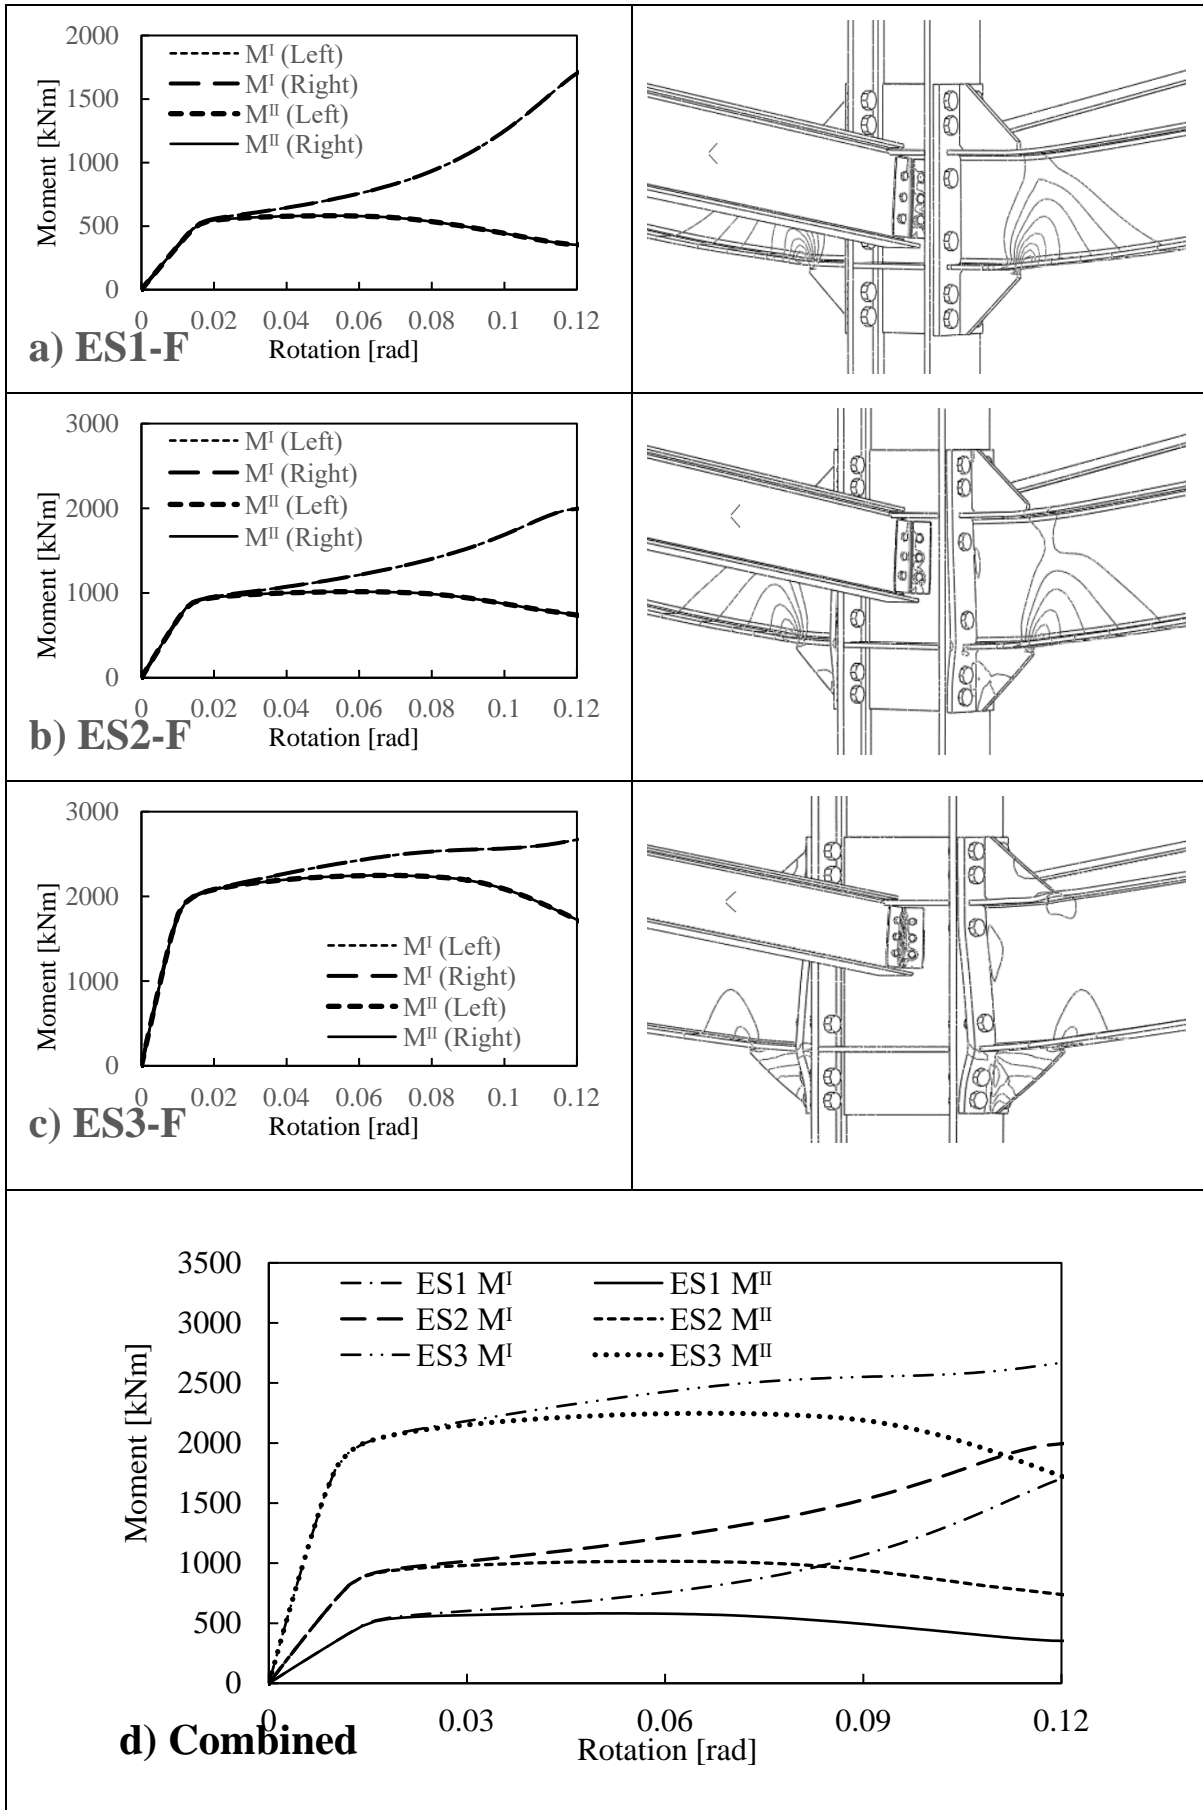 2000
1500
1000
500
0
Moment [kNm]
M^I (Left)
M^I (Right)
M^II (Left)
M^II (Right)
0 0.02 0.04 0.06 0.08 0.1 0.12
Rotation [rad]
a) ES1-F
3000
2000
1000
0
Moment [kNm]
M^I (Left)
M^I (Right)
M^II (Left)
M^II (Right)
0 0.02 0.04 0.06 0.08 0.1 0.12
Rotation [rad]
b) ES2-F
3000
2000
1000
0
Moment [kNm]
M^I (Left)
M^I (Right)
M^II (Left)
M^II (Right)
0 0.02 0.04 0.06 0.08 0.1 0.12
Rotation [rad]
c) ES3-F
3500
3000
2500
2000
1500
1000
500
0
Moment [kNm]
ES1 M^I ES1 M^II
ES2 M^I ES2 M^II
ES3 M^I ES3 M^II
0 0.03 0.06 0.09 0.12
Rotation [rad]
d) Combined